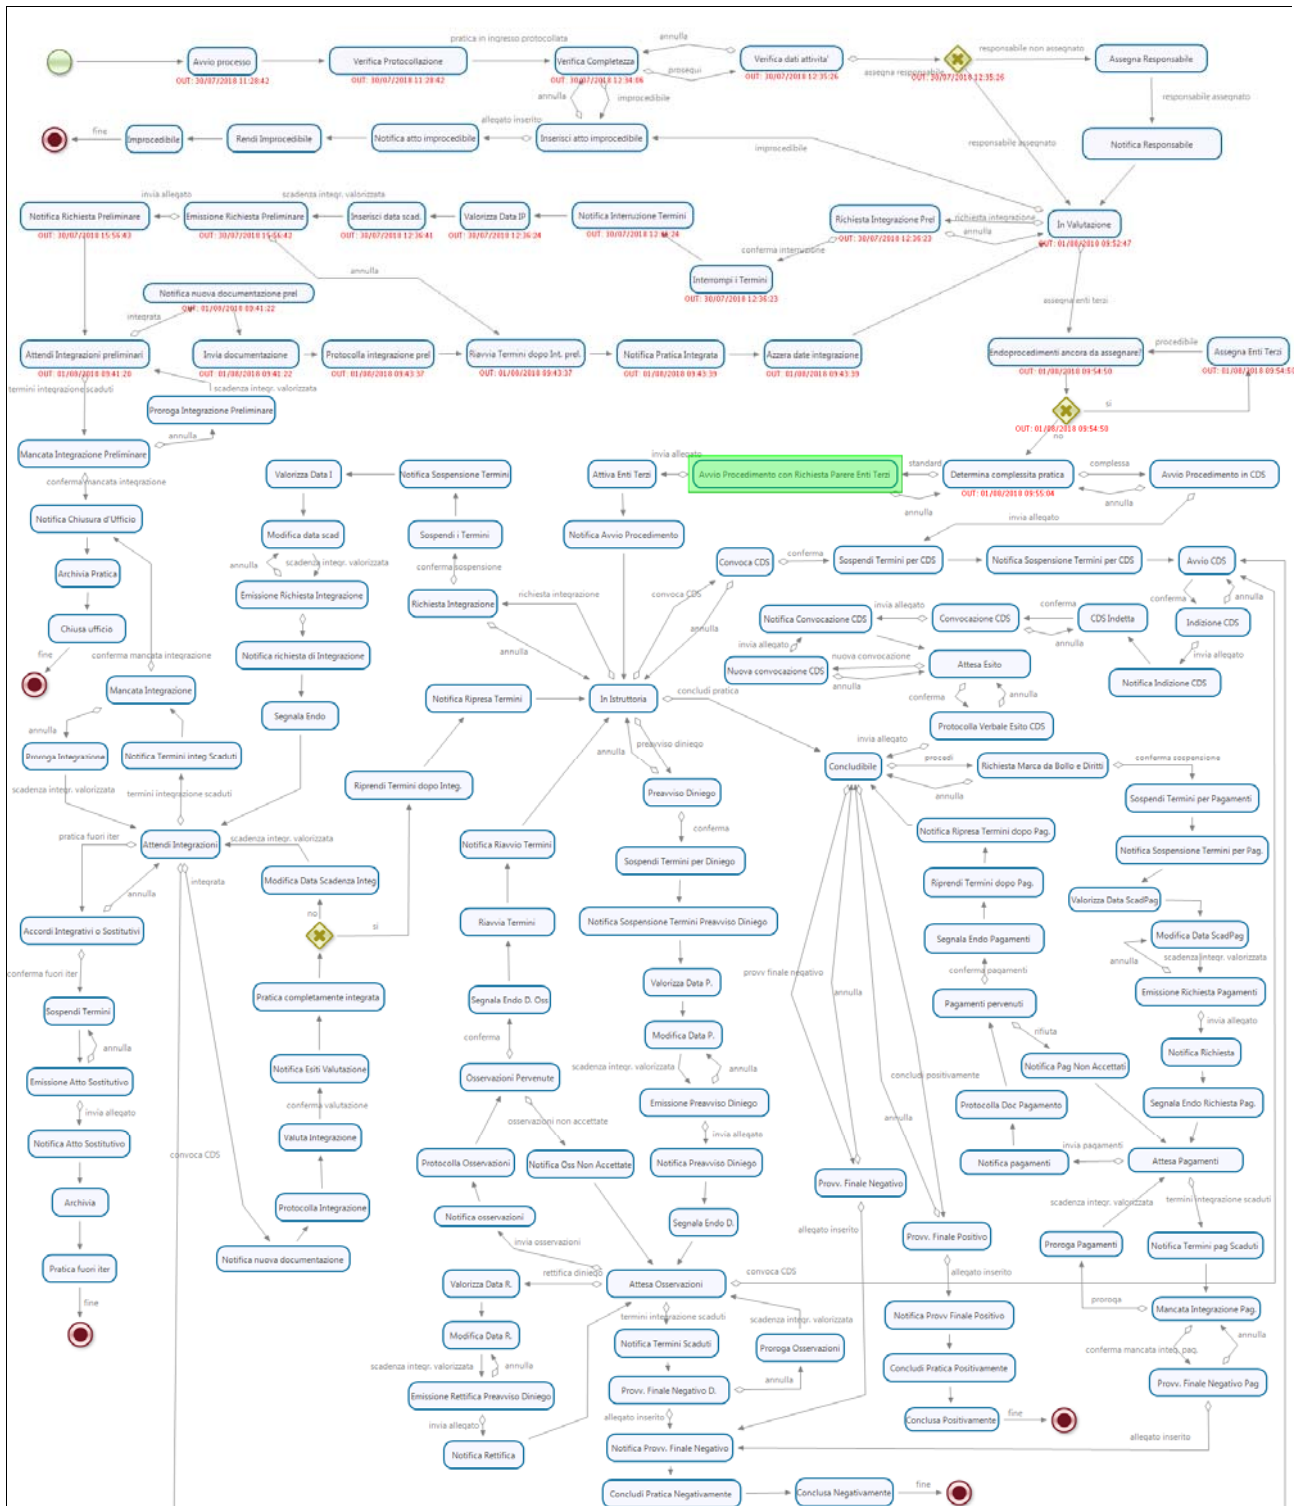 pratica in ingresso protocollata
annulla
responsabile non assegnato
Avvio processo
Verifica Protocollazione
Verifica Completezza
Verifica dati attivita'
Assegna Responsabile
prosegui
assegna responsabile
OUT: 30/07/2018 11:28:42
OUT: 30/07/2018 11:28:42
OUT: 30/07/2018 12:34:06
OUT: 30/07/2018 12:35:26
OUT: 30/07/2018 12:35:26
annulla
improcedibile
responsabile assegnato
allegato inserito
fine
Improcedibile
Rendi Improcedibile
Notifica atto improcedibile
Inserisci atto improcedibile
improcedibile
responsabile assegnato
Notifica Responsabile
invia allegato
scadenza integr. valorizzata
Notifica Richiesta Preliminare
Emissione Richiesta Preliminare
Inserisci data scad.
Valorizza Data IP
Notifica Interruzione Termini
Richiesta Integrazione Prel
richiesta integrazione
annulla
In Valutazione
OUT: 30/07/2018 15:56:43
OUT: 30/07/2018 15:56:42
OUT: 30/07/2018 12:36:41
OUT: 30/07/2018 12:36:24
OUT: 30/07/2018 12:36:24
OUT: 30/07/2018 12:36:23
OUT: 01/08/2018 09:52:47
conferma interruzione
annulla
Interrompi i Termini
OUT: 30/07/2018 12:36:23
Notifica nuova documentazione prel
OUT: 01/08/2018 09:41:22
integrata
assegna enti terzi
Attendi Integrazioni preliminari
Invia documentazione
Protocolla integrazione prel
Riavvia Termini dopo Int. prel.
Notifica Pratica Integrata
Azzera date integrazione
Endoprocedimenti ancora da assegnare?
procedibile
Assegna Enti Terzi
OUT: 01/08/2018 09:41:20
OUT: 01/08/2018 09:41:22
OUT: 01/08/2018 09:43:37
OUT: 01/08/2018 09:43:37
OUT: 01/08/2018 09:43:39
OUT: 01/08/2018 09:43:39
OUT: 01/08/2018 09:54:50
OUT: 01/08/2018 09:54:50
termini integrazione scaduti
scadenza integr. valorizzata
Proroga Integrazione Preliminare
si
OUT: 01/08/2018 09:54:50
no
annulla
Mancata Integrazione Preliminare
invia allegato
standard
complessa
conferma mancata integrazione
Valorizza Data I
Notifica Sospensione Termini
Attiva Enti Terzi
Avvio Procedimento con Richiesta Parere Enti Terzi
Determina complessita pratica
Avvio Procedimento in CDS
OUT: 01/08/2018 09:55:04
annulla
annulla
Notifica Chiusura d'Ufficio
Modifica data scad
Sospendi i Termini
Notifica Avvio Procedimento
invia allegato
conferma
Convoca CDS
Sospendi Termini per CDS
Notifica Sospensione Termini per CDS
Avvio CDS
annulla
scadenza integr. valorizzata
conferma sospensione
Archivia Pratica
Emissione Richiesta Integrazione
Richiesta Integrazione
richiesta integrazione
convoca CDS
conferma
annulla
invia allegato
conferma
Notifica Convocazione CDS
Convocazione CDS
CDS Indetta
Indizione CDS
Chiusa ufficio
annulla
annulla
annulla
invia allegato
invia allegato
fine
conferma mancata integrazione
Notifica richiesta di Integrazione
nuova convocazione
Nuova convocazione CDS
Attesa Esito
annulla
Notifica Indizione CDS
Mancata Integrazione
Notifica Ripresa Termini
In Istruttoria
concludi pratica
conferma
annulla
Segnala Endo
Protocolla Verbale Esito CDS
annulla
invia allegato
Proroga Integrazione
Notifica Termini integ Scaduti
annulla
preavviso diniego
Concludibile
procedi
Richiesta Marca da Bollo e Diritti
conferma sospensione
scadenza integr. valorizzata
termini integrazione scaduti
Riprendi Termini dopo Integ.
Preavviso Diniego
annulla
Sospendi Termini per Pagamenti
conferma
pratica fuori iter
Attendi Integrazioni
scadenza integr. valorizzata
Notifica Riavvio Termini
Notifica Ripresa Termini dopo Pag.
Notifica Sospensione Termini per Pag.
Sospendi Termini per Diniego
annulla
integrata
Modifica Data Scadenza Integ
Riprendi Termini dopo Pag.
Valorizza Data ScadPag
no
Accordi Integrativi o Sostitutivi
si
Riavvia Termini
Notifica Sospensione Termini Preavviso Diniego
Segnala Endo Pagamenti
Modifica Data ScadPag
annulla
scadenza integr. valorizzata
conferma fuori iter
provv finale negativo
conferma pagamenti
Pratica completamente integrata
Segnala Endo D. Oss
Valorizza Data P.
annulla
Pagamenti pervenuti
Emissione Richiesta Pagamenti
Sospendi Termini
conferma
Modifica Data P.
rifiuta
invia allegato
annulla
scadenza integr. valorizzata
annulla
concludi positivamente
Notifica Pag Non Accettati
Notifica Richiesta
Emissione Atto Sostitutivo
Notifica Esiti Valutazione
Osservazioni Pervenute
Emissione Preavviso Diniego
Protocolla Doc Pagamento
Segnala Endo Richiesta Pag.
invia allegato
conferma valutazione
osservazioni non accettate
invia allegato
annulla
Notifica Atto Sostitutivo
Valuta Integrazione
invia pagamenti
convoca CDS
Protocolla Osservazioni
Notifica Oss Non Accettate
Notifica Preavviso Diniego
Notifica pagamenti
Attesa Pagamenti
Provv. Finale Negativo
scadenza integr. valorizzata
termini integrazione scaduti
Archivia
Protocolla Integrazione
Notifica osservazioni
Segnala Endo D.
allegato inserito
Provv. Finale Positivo
Proroga Pagamenti
Notifica Termini pag Scaduti
Notifica nuova documentazione
invia osservazioni
Pratica fuori iter
rettifica diniego
convoca CDS
allegato inserito
Valorizza Data R.
Attesa Osservazioni
fine
proroga
Mancata Integrazione Pag.
termini integrazione scaduti
scadenza integr. valorizzata
Notifica Provv Finale Positivo
Modifica Data R.
Notifica Termini Scaduti
Proroga Osservazioni
conferma mancata integ. pag.
annulla
scadenza integr. valorizzata
annulla
Concludi Pratica Positivamente
annulla
Provv. Finale Negativo Pag
Emissione Rettifica Preavviso Diniego
Provv. Finale Negativo D.
invia allegato
allegato inserito
Conclusa Positivamente
fine
allegato inserito
Notifica Rettifica
Notifica Provv. Finale Negativo
Concludi Pratica Negativamente
Conclusa Negativamente
fine